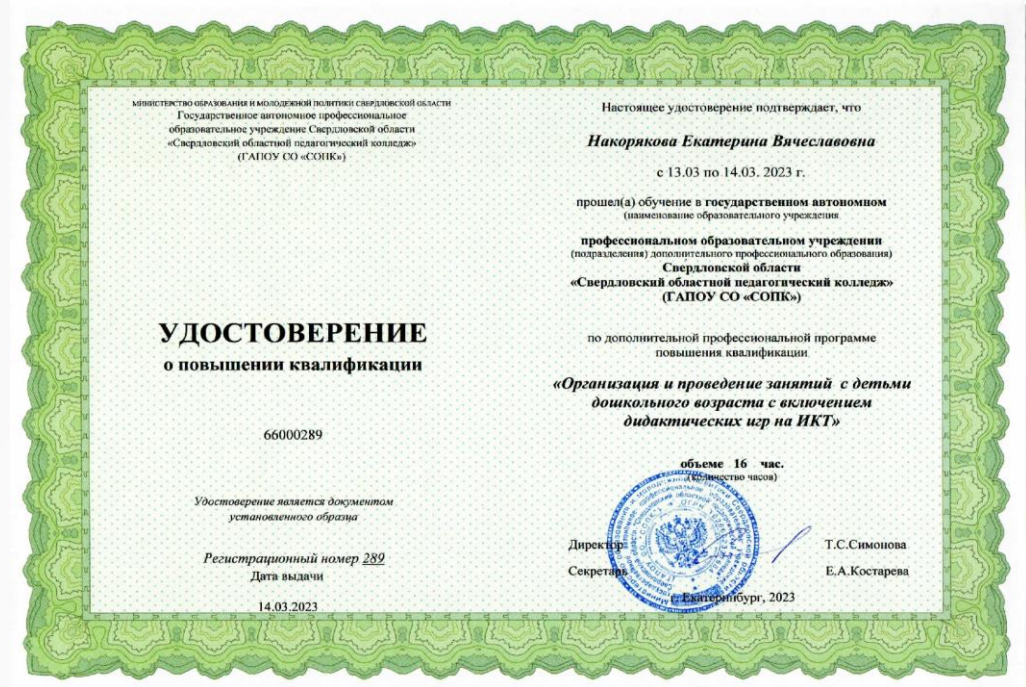 МИНИСТЕРСТВО ОБРАЗОВАНИЯ И МОЛОДЕЖНОЙ ПОЛИТИКИ СВЕРДЛОВСКОЙ ОБЛАСТИ
Государственное автономное профессиональное
образовательное учреждение Свердловской области
«Свердловский областной педагогический колледж»
(ГАПОУ СО «СОПК»)
УДОСТОВЕРЕНИЕ
о повышении квалификации
66000289
Удостоверение является документом
установленного образца
Регистрационный номер 289
Дата выдачи
14.03.2023
Настоящее удостоверение подтверждает, что
Накорякова Екатерина Вячеславовна
с 13.03 по 14.03. 2023 г.
прошел(а) обучение в государственном автономном
(наименование образовательного учреждения
профессиональном образовательном учреждении
(подразделения) дополнительного профессионального образования)
Свердловской области
«Свердловский областной педагогический колледж»
(ГАПОУ СО «СОПК»)
по дополнительной профессиональной программе
повышения квалификации
«Организация и проведение занятий с детьми
дошкольного возраста с включением
дидактических игр на ИКТ»
объеме 16 час.
(количество часов)
Директор Т.С.Симонова
Секретарь Е.А.Костарева
г. Екатеринбург, 2023